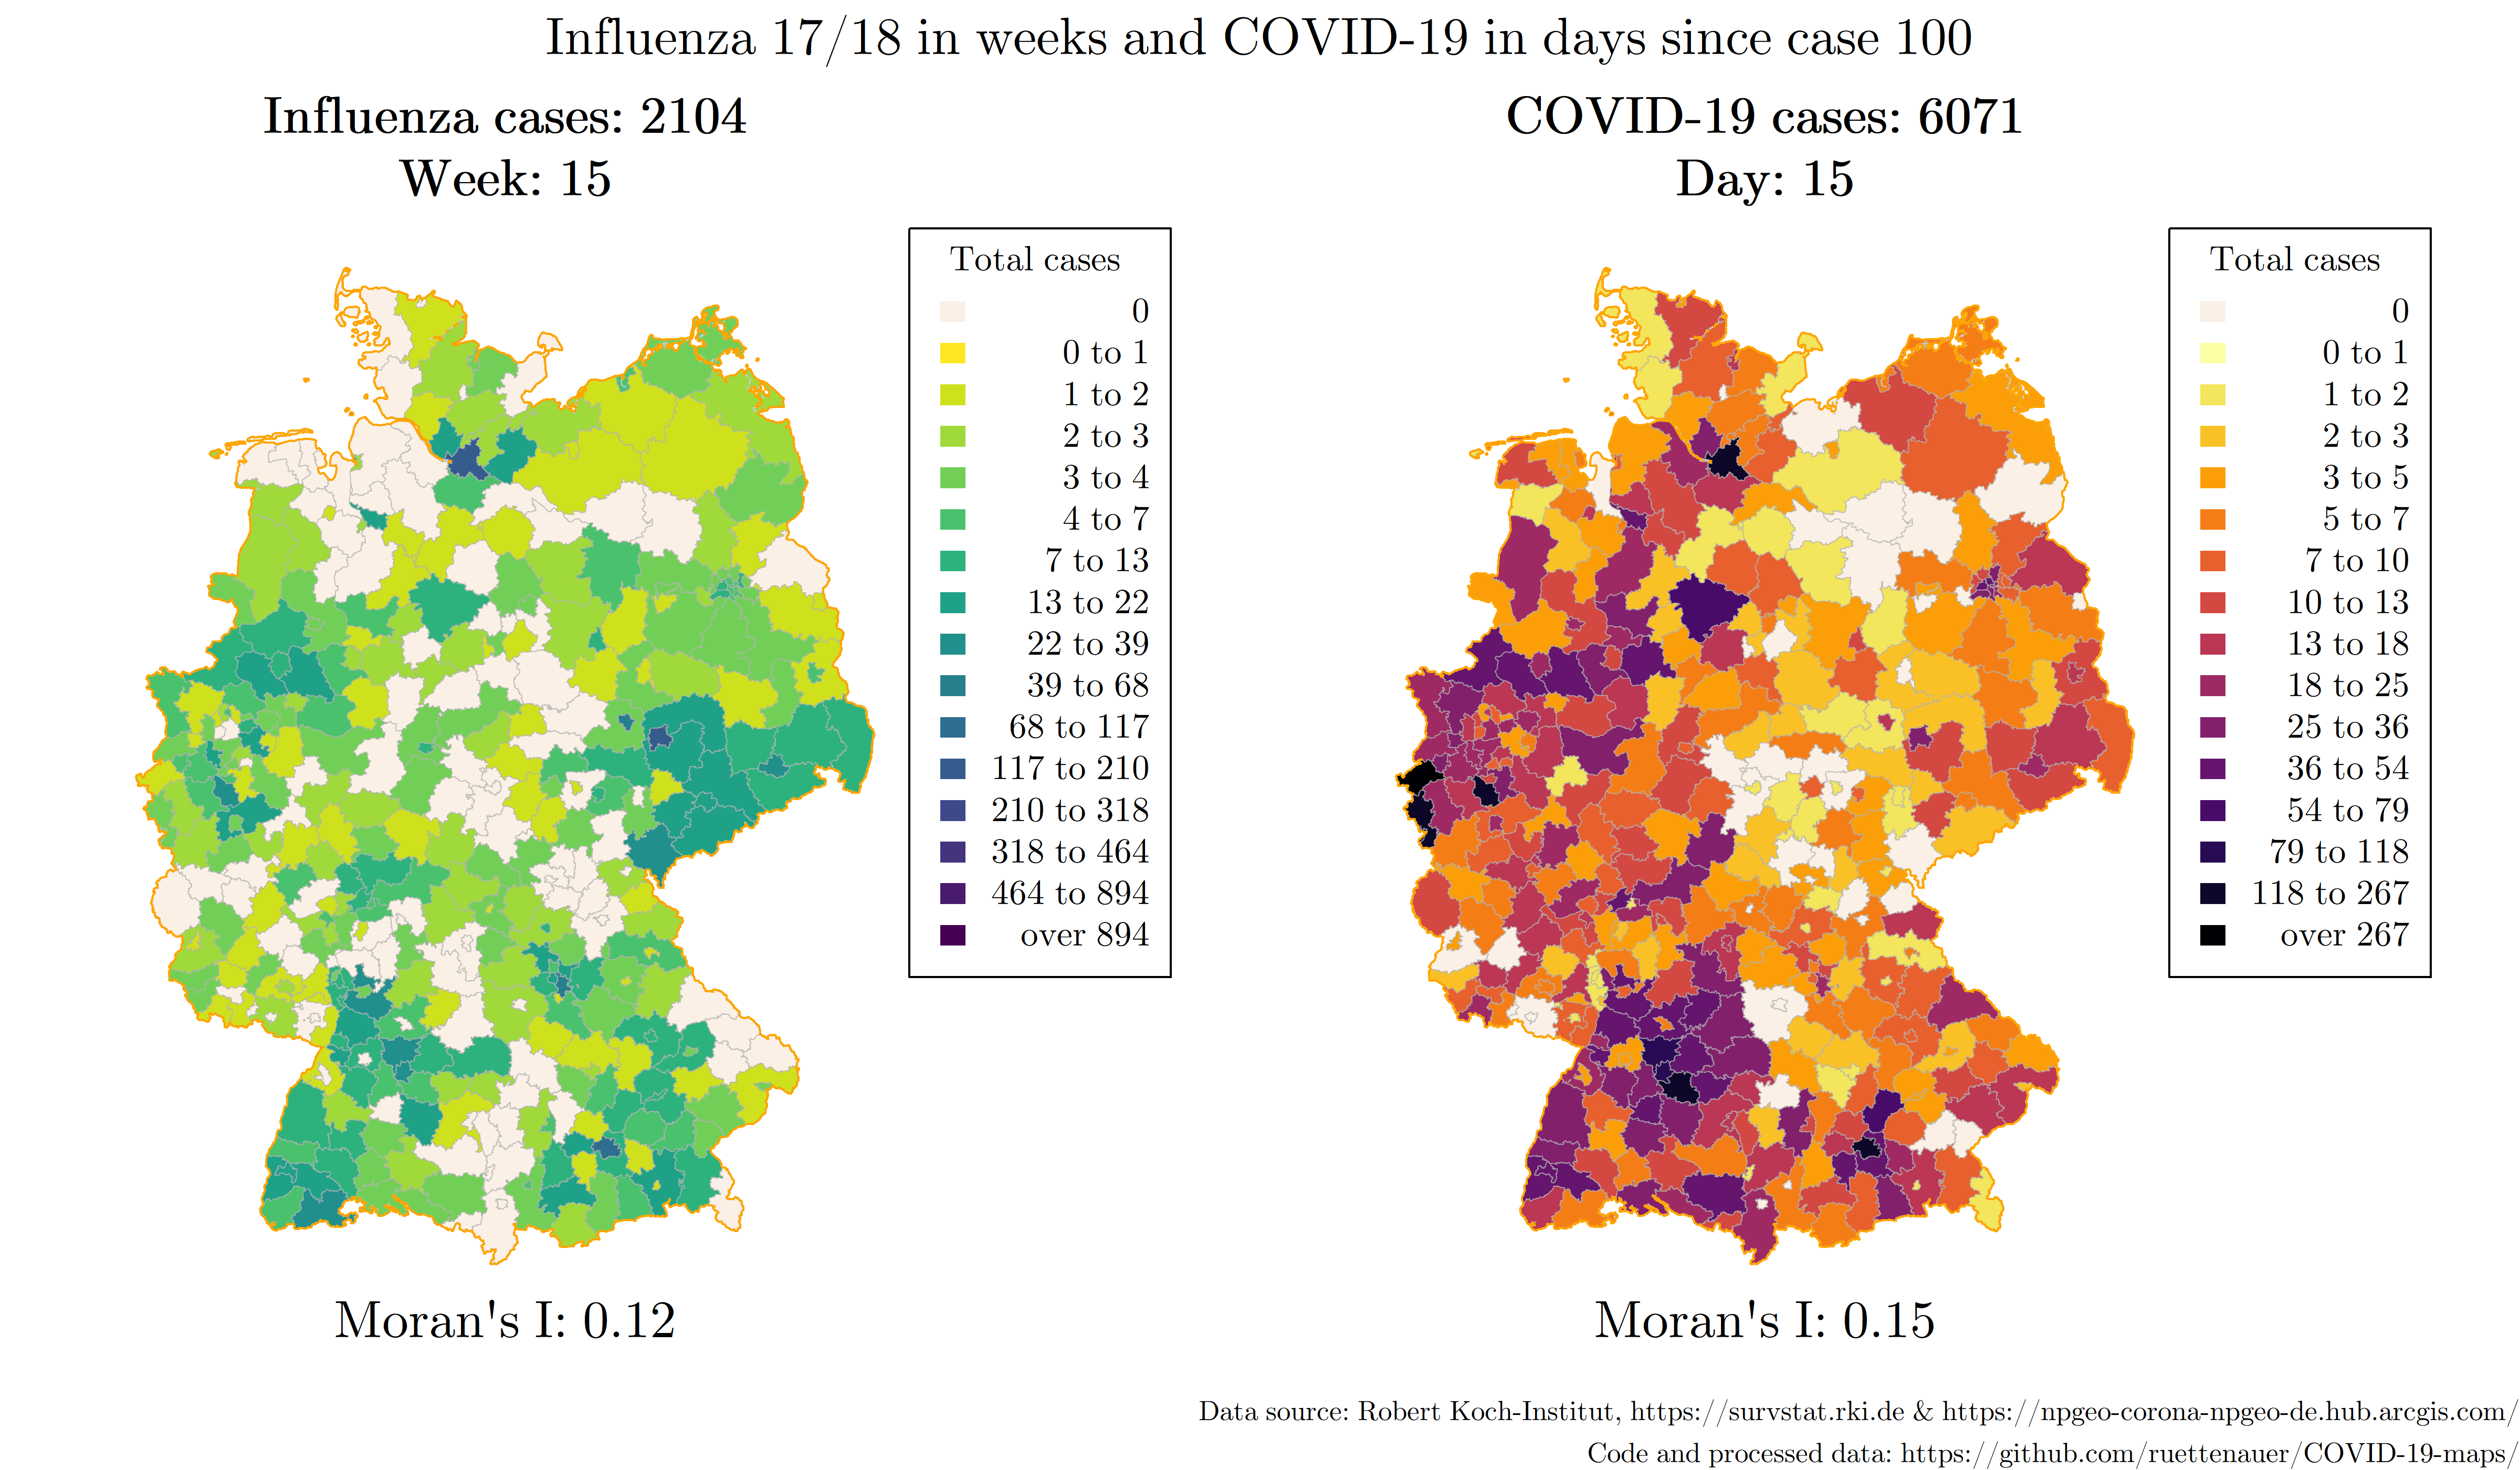 Influenza 17/18 in weeks and COVID-19 in days since case 100
Influenza cases: 2104
Week: 15
Total cases
0
0 to 1
1 to 2
2 to 3
3 to 4
4 to 7
7 to 13
13 to 22
22 to 39
39 to 68
68 to 117
117 to 210
210 to 318
318 to 464
464 to 894
over 894
Moran's I: 0.12
COVID-19 cases: 6071
Day: 15
Total cases
0
0 to 1
1 to 2
2 to 3
3 to 5
5 to 7
7 to 10
10 to 13
13 to 18
18 to 25
25 to 36
36 to 54
54 to 79
79 to 118
118 to 267
over 267
Moran's I: 0.15
Data source: Robert Koch-Institut, https://survstat.rki.de & https://npgeo-corona-npgeo-de.hub.arcgis.com/
Code and processed data: https://github.com/ruettenauer/COVID-19-maps/